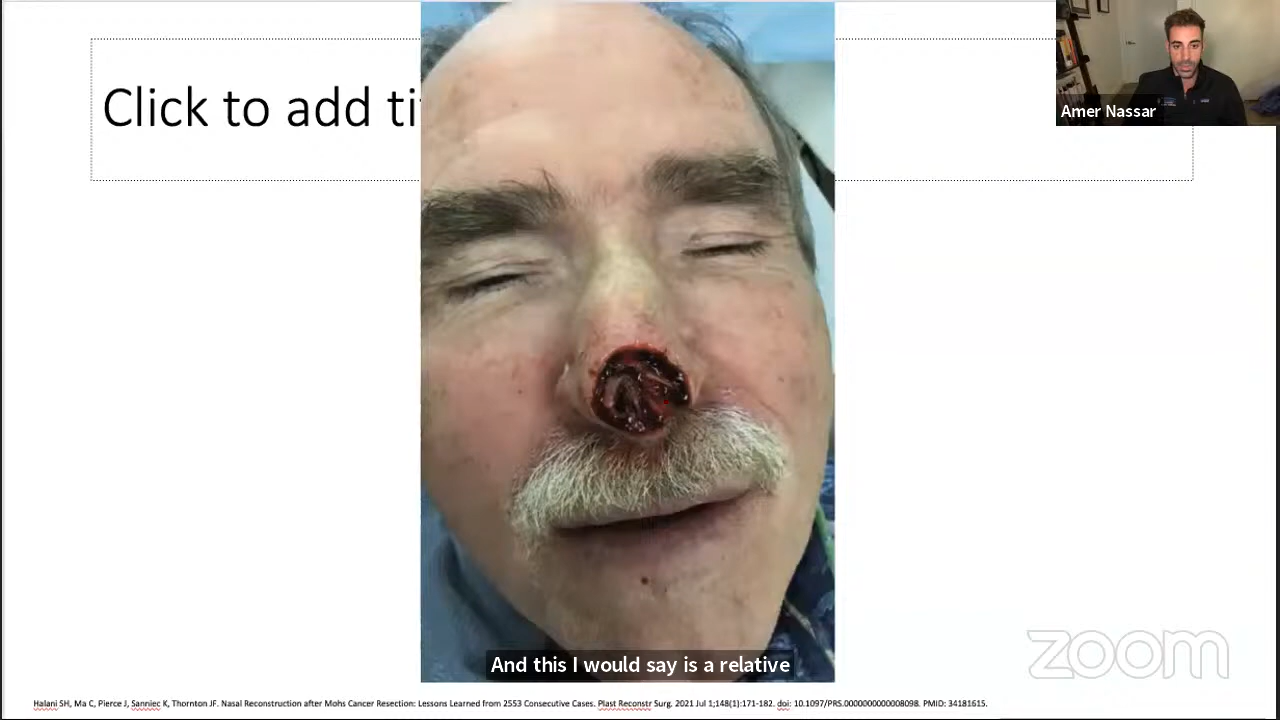 Click to add ti
Amer Nassar
And this I would say is a relative
zoom
Halani SH, Ma C, Pierce J, Sanniec K, Thornton JF. Nasal Reconstruction after Mohs Cancer Resection: Lessons Learned from 2553 Consecutive Cases. Plast Reconstr Surg. 2021 Jul 1;148(1):171-182. doi: 10.1097/PRS.0000000000008098. PMID: 34181615.